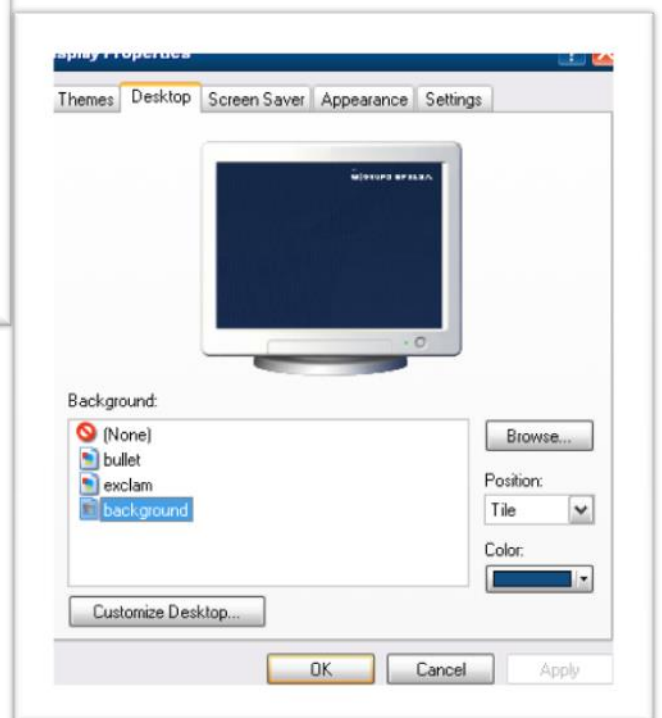 Themes Desktop Screen Saver Appearance Settings
Background:
(None)
bullet
exclam
background
Browse...
Position:
Tile
Color:
Customize Desktop...
OK Cancel Apply